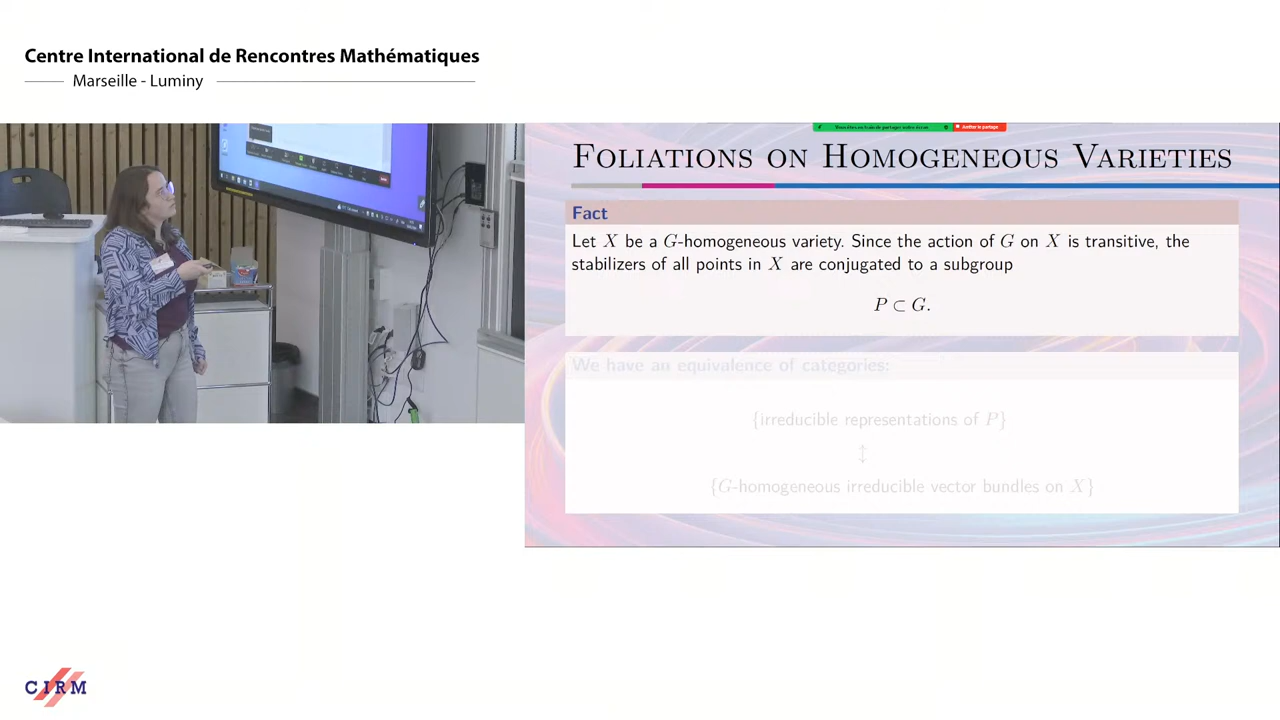 Centre International de Rencontres Mathématiques
Marseille - Luminy
FOLIATIONS ON HOMOGENEOUS VARIETIES
Fact
Let X be a G-homogeneous variety. Since the action of G on X is transitive, the
stabilizers of all points in X are conjugated to a subgroup
P ⊂ G.
We have an equivalence of categories:
{irreducible representations of P}
↕
{G-homogeneous irreducible vector bundles on X}
CIRM